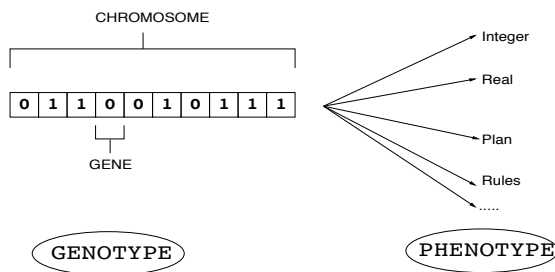 CHROMOSOME
0 1 1 0 0 1 0 1 1 1
GENE
GENOTYPE
Integer
Real
Plan
Rules
.....
PHENOTYPE